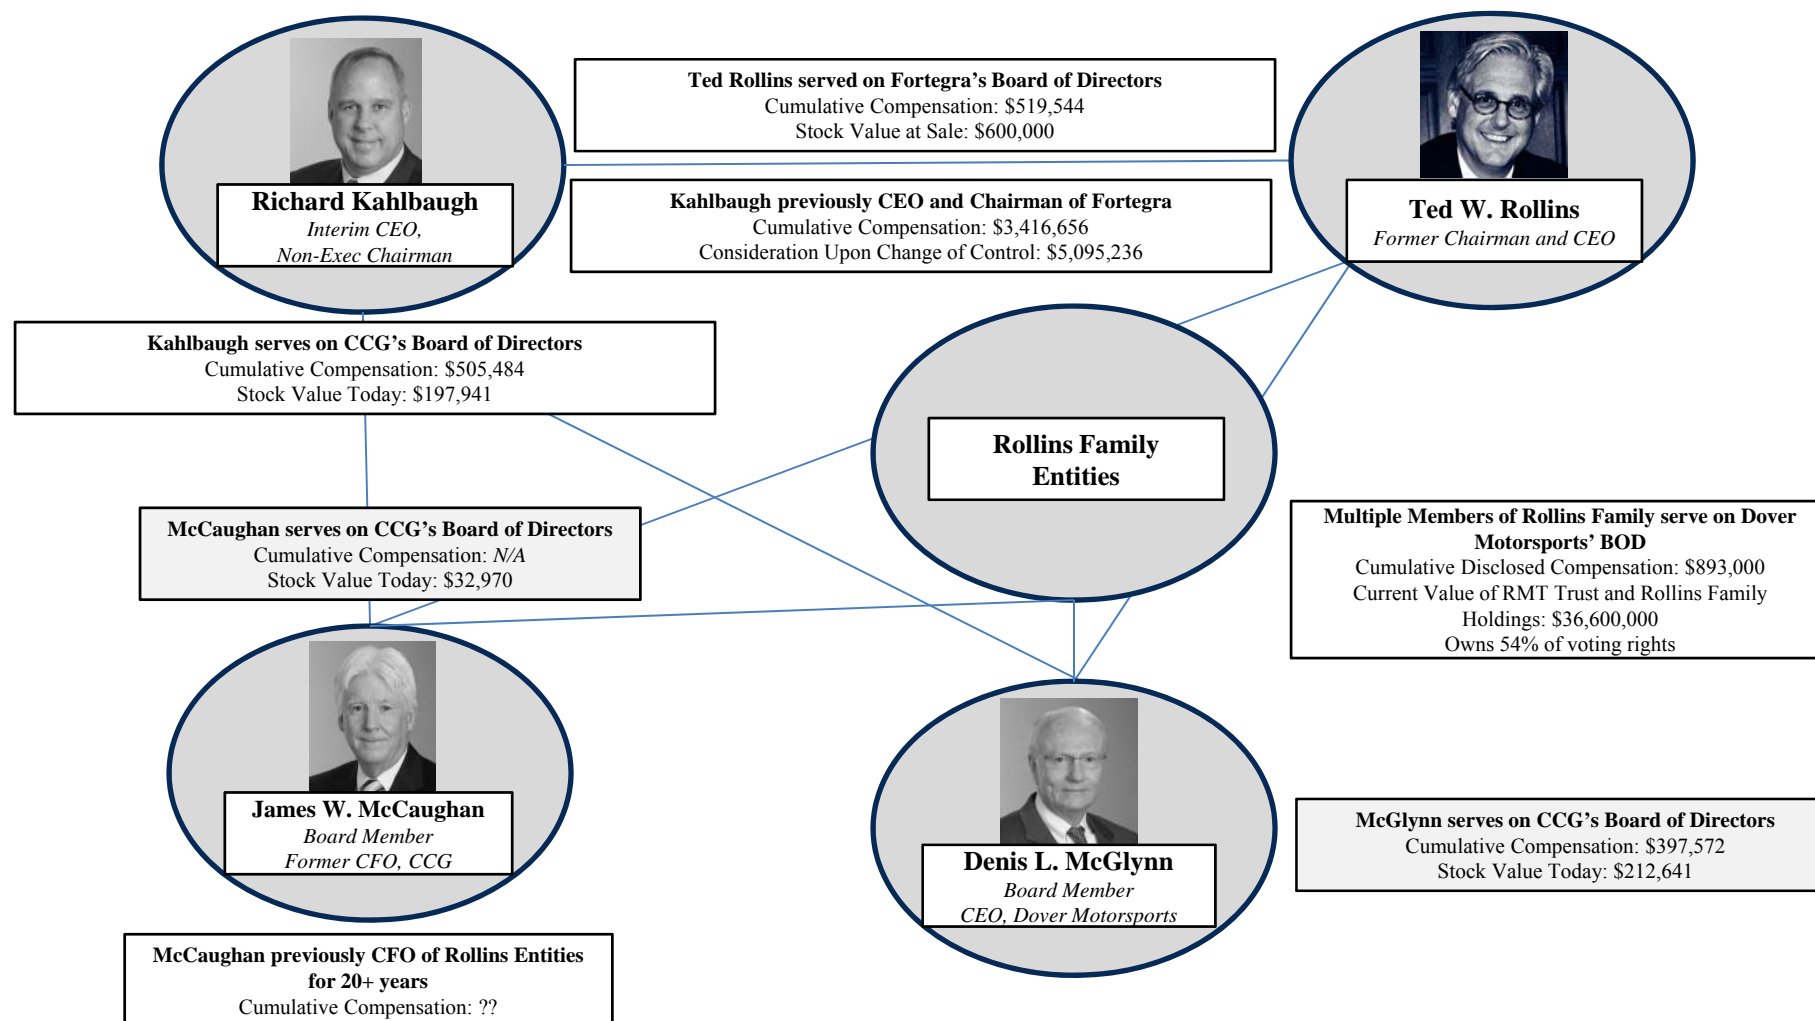 Ted Rollins served on Fortegra's Board of Directors
Cumulative Compensation: $519,544
Stock Value at Sale: $600,000
Richard Kahlbaugh
Interim CEO,
Non-Exec Chairman
Kahlbaugh previously CEO and Chairman of Fortegra
Cumulative Compensation: $3,416,656
Consideration Upon Change of Control: $5,095,236
Ted W. Rollins
Former Chairman and CEO
Kahlbaugh serves on CCG's Board of Directors
Cumulative Compensation: $505,484
Stock Value Today: $197,941
Rollins Family
Entities
McCaughan serves on CCG's Board of Directors
Cumulative Compensation: N/A
Stock Value Today: $32,970
Multiple Members of Rollins Family serve on Dover
Motorsports' BOD
Cumulative Disclosed Compensation: $893,000
Current Value of RMT Trust and Rollins Family
Holdings: $36,600,000
Owns 54% of voting rights
James W. McCaughan
Board Member
Former CFO, CCG
Denis L. McGlynn
Board Member
CEO, Dover Motorsports
McGlynn serves on CCG's Board of Directors
Cumulative Compensation: $397,572
Stock Value Today: $212,641
McCaughan previously CFO of Rollins Entities
for 20+ years
Cumulative Compensation: ??